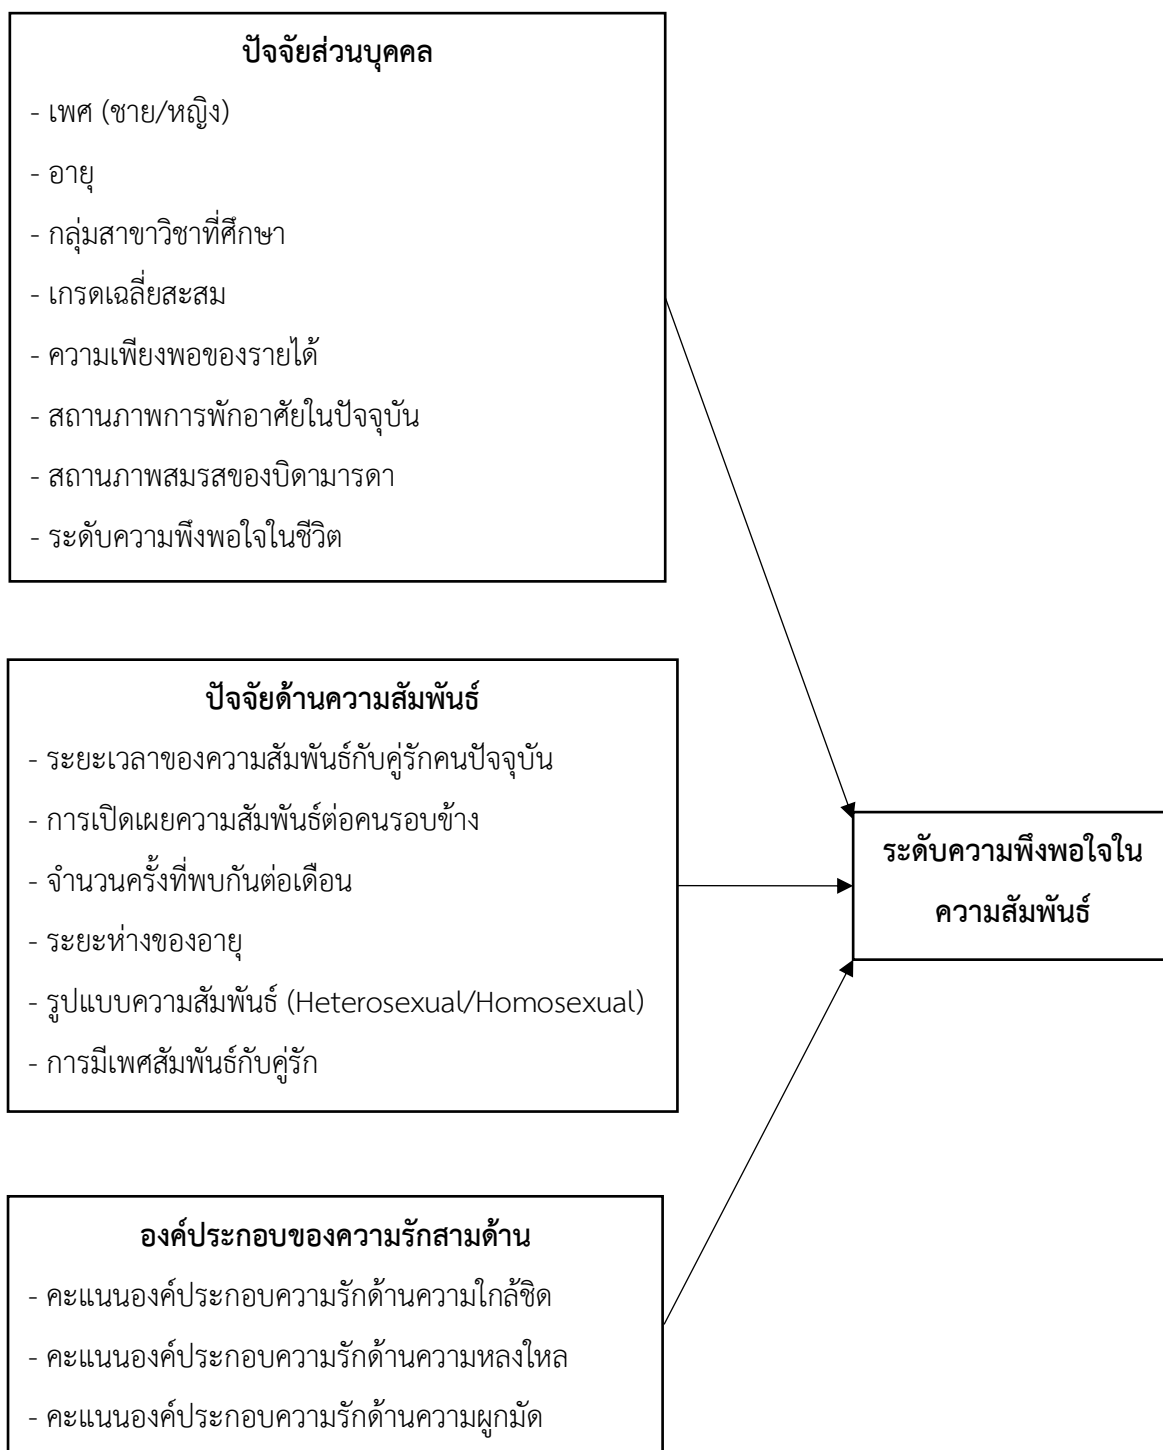 ปัจจัยส่วนบุคคล
- เพศ (ชาย/หญิง)
- อายุ
- กลุ่มสาขาวิชาที่ศึกษา
- เกรดเฉลี่ยสะสม
- ความเพียงพอของรายได้
- สถานภาพการพักอาศัยในปัจจุบัน
- สถานภาพสมรสของบิดามารดา
- ระดับความพึงพอใจในชีวิต
ปัจจัยด้านความสัมพันธ์
- ระยะเวลาของความสัมพันธ์กับคู่รักคนปัจจุบัน
- การเปิดเผยความสัมพันธ์ต่อคนรอบข้าง
- จำนวนครั้งที่พบกันต่อเดือน
- ระยะห่างของอายุ
- รูปแบบความสัมพันธ์ (Heterosexual/Homosexual)
- การมีเพศสัมพันธ์กับคู่รัก
องค์ประกอบของความรักสามด้าน
- คะแนนองค์ประกอบความรักด้านความใกล้ชิด
- คะแนนองค์ประกอบความรักด้านความหลงใหล
- คะแนนองค์ประกอบความรักด้านความผูกมัด
ระดับความพึงพอใจใน
ความสัมพันธ์